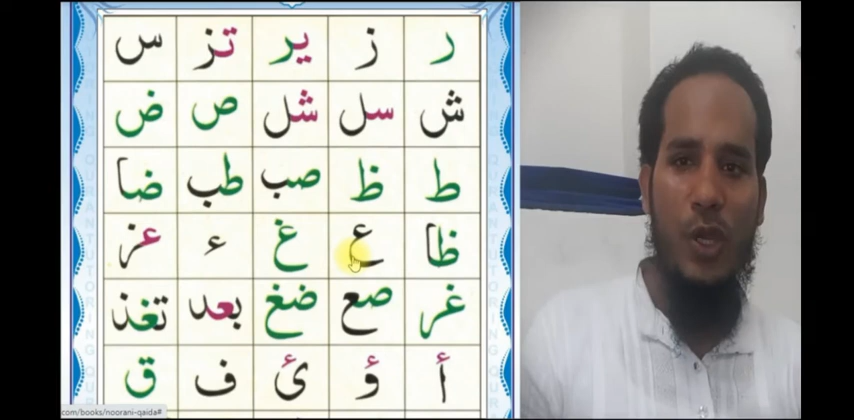 ر ز ير تز س
ش سل شل ص ض
ط ظ صب طب ضا
ظا ع غ ء عز
غر صع ضغ بعد تغذ
أ ؤ ئ ف ق
com/books/noorani-qaida#